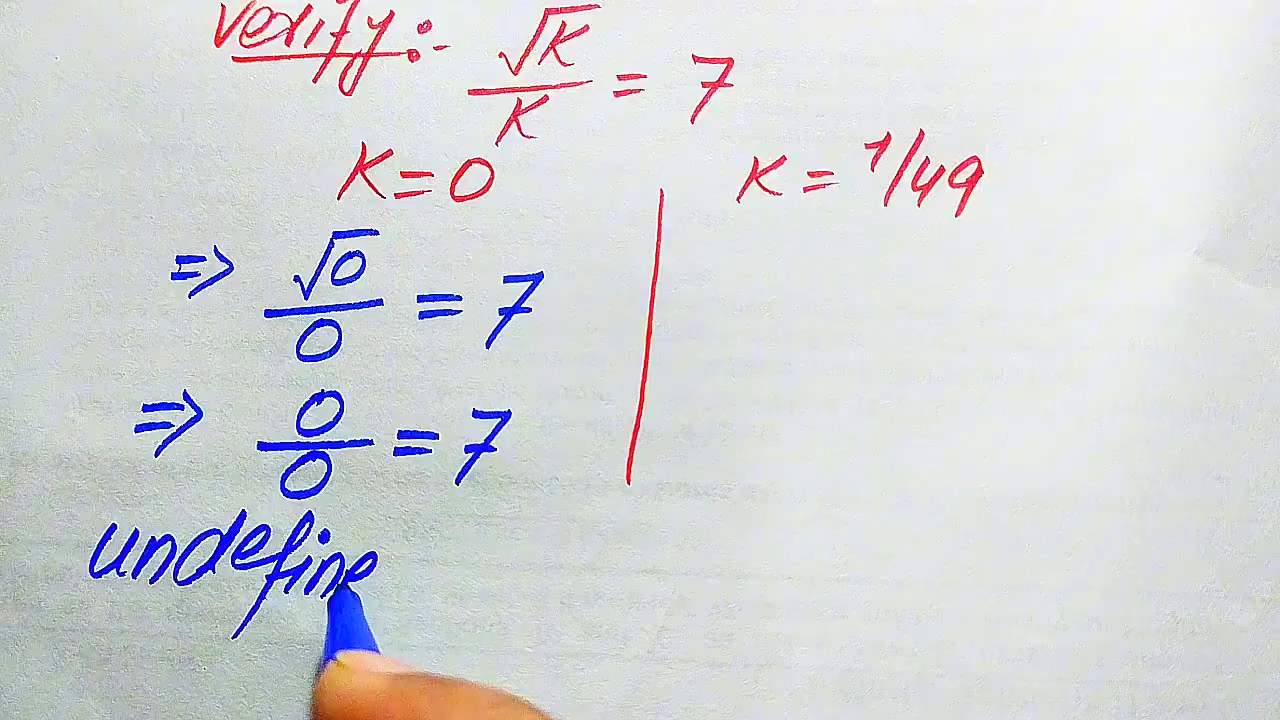 Verify:- √K/K = 7
K = 0
K = 1/49
=> √0/0 = 7
=> 0/0 = 7
undefine